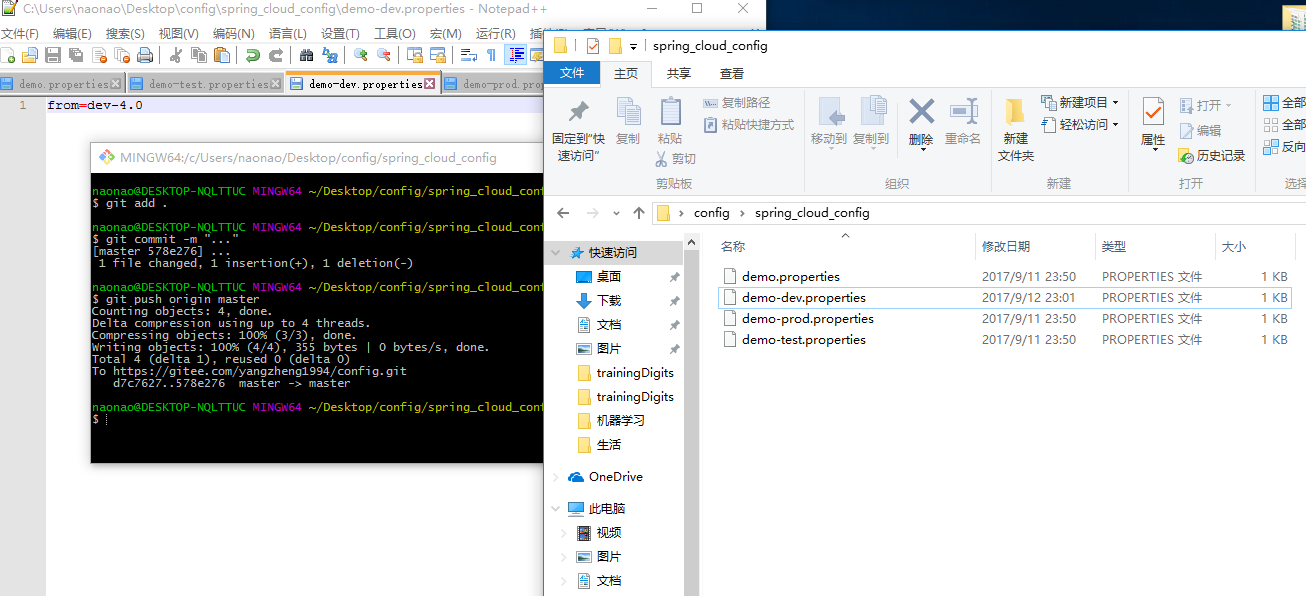 C:\Users\naonao\Desktop\config\spring_cloud_config\demo-dev.properties - Notepad++
文件(F) 编辑(E) 搜索(S) 视图(V) 编码(N) 语言(L) 设置(T) 工具(O) 宏(M) 运行(R)
demo.properties demo-test.properties demo-dev.properties demo-prod.prop
1 from=dev-4.0
MINGW64:/c/Users/naonao/Desktop/config/spring_cloud_config
naonao@DESKTOP-NQLTTUC MINGW64 ~/Desktop/config/spring_cloud_conf
$ git add .
naonao@DESKTOP-NQLTTUC MINGW64 ~/Desktop/config/spring_cloud_conf
$ git commit -m "..."
[master 578e276] ...
1 file changed, 1 insertion(+), 1 deletion(-)
naonao@DESKTOP-NQLTTUC MINGW64 ~/Desktop/config/spring_cloud_conf
$ git push origin master
Counting objects: 4, done.
Delta compression using up to 4 threads.
Compressing objects: 100% (3/3), done.
Writing objects: 100% (4/4), 355 bytes | 0 bytes/s, done.
Total 4 (delta 1), reused 0 (delta 0)
To https://gitee.com/yangzheng1994/config.git
d7c7627..578e276  master -> master
naonao@DESKTOP-NQLTTUC MINGW64 ~/Desktop/config/spring_cloud_conf
$
spring_cloud_config
文件 主页 共享 查看
固定到"快速访问"
复制
粘贴
复制路径
粘贴快捷方式
剪切
剪贴板
移动到 复制到 删除 重命名
组织
新建文件夹
新建项目
轻松访问
新建
属性
打开
编辑
历史记录
打开
全部
全部
反向
选择
config > spring_cloud_config
名称 修改日期 类型 大小
demo.properties 2017/9/11 23:50 PROPERTIES 文件 1 KB
demo-dev.properties 2017/9/12 23:01 PROPERTIES 文件 1 KB
demo-prod.properties 2017/9/11 23:50 PROPERTIES 文件 1 KB
demo-test.properties 2017/9/11 23:50 PROPERTIES 文件 1 KB
快速访问
桌面
下载
文档
图片
trainingDigits
trainingDigits
机器学习
生活
OneDrive
此电脑
视频
图片
文档